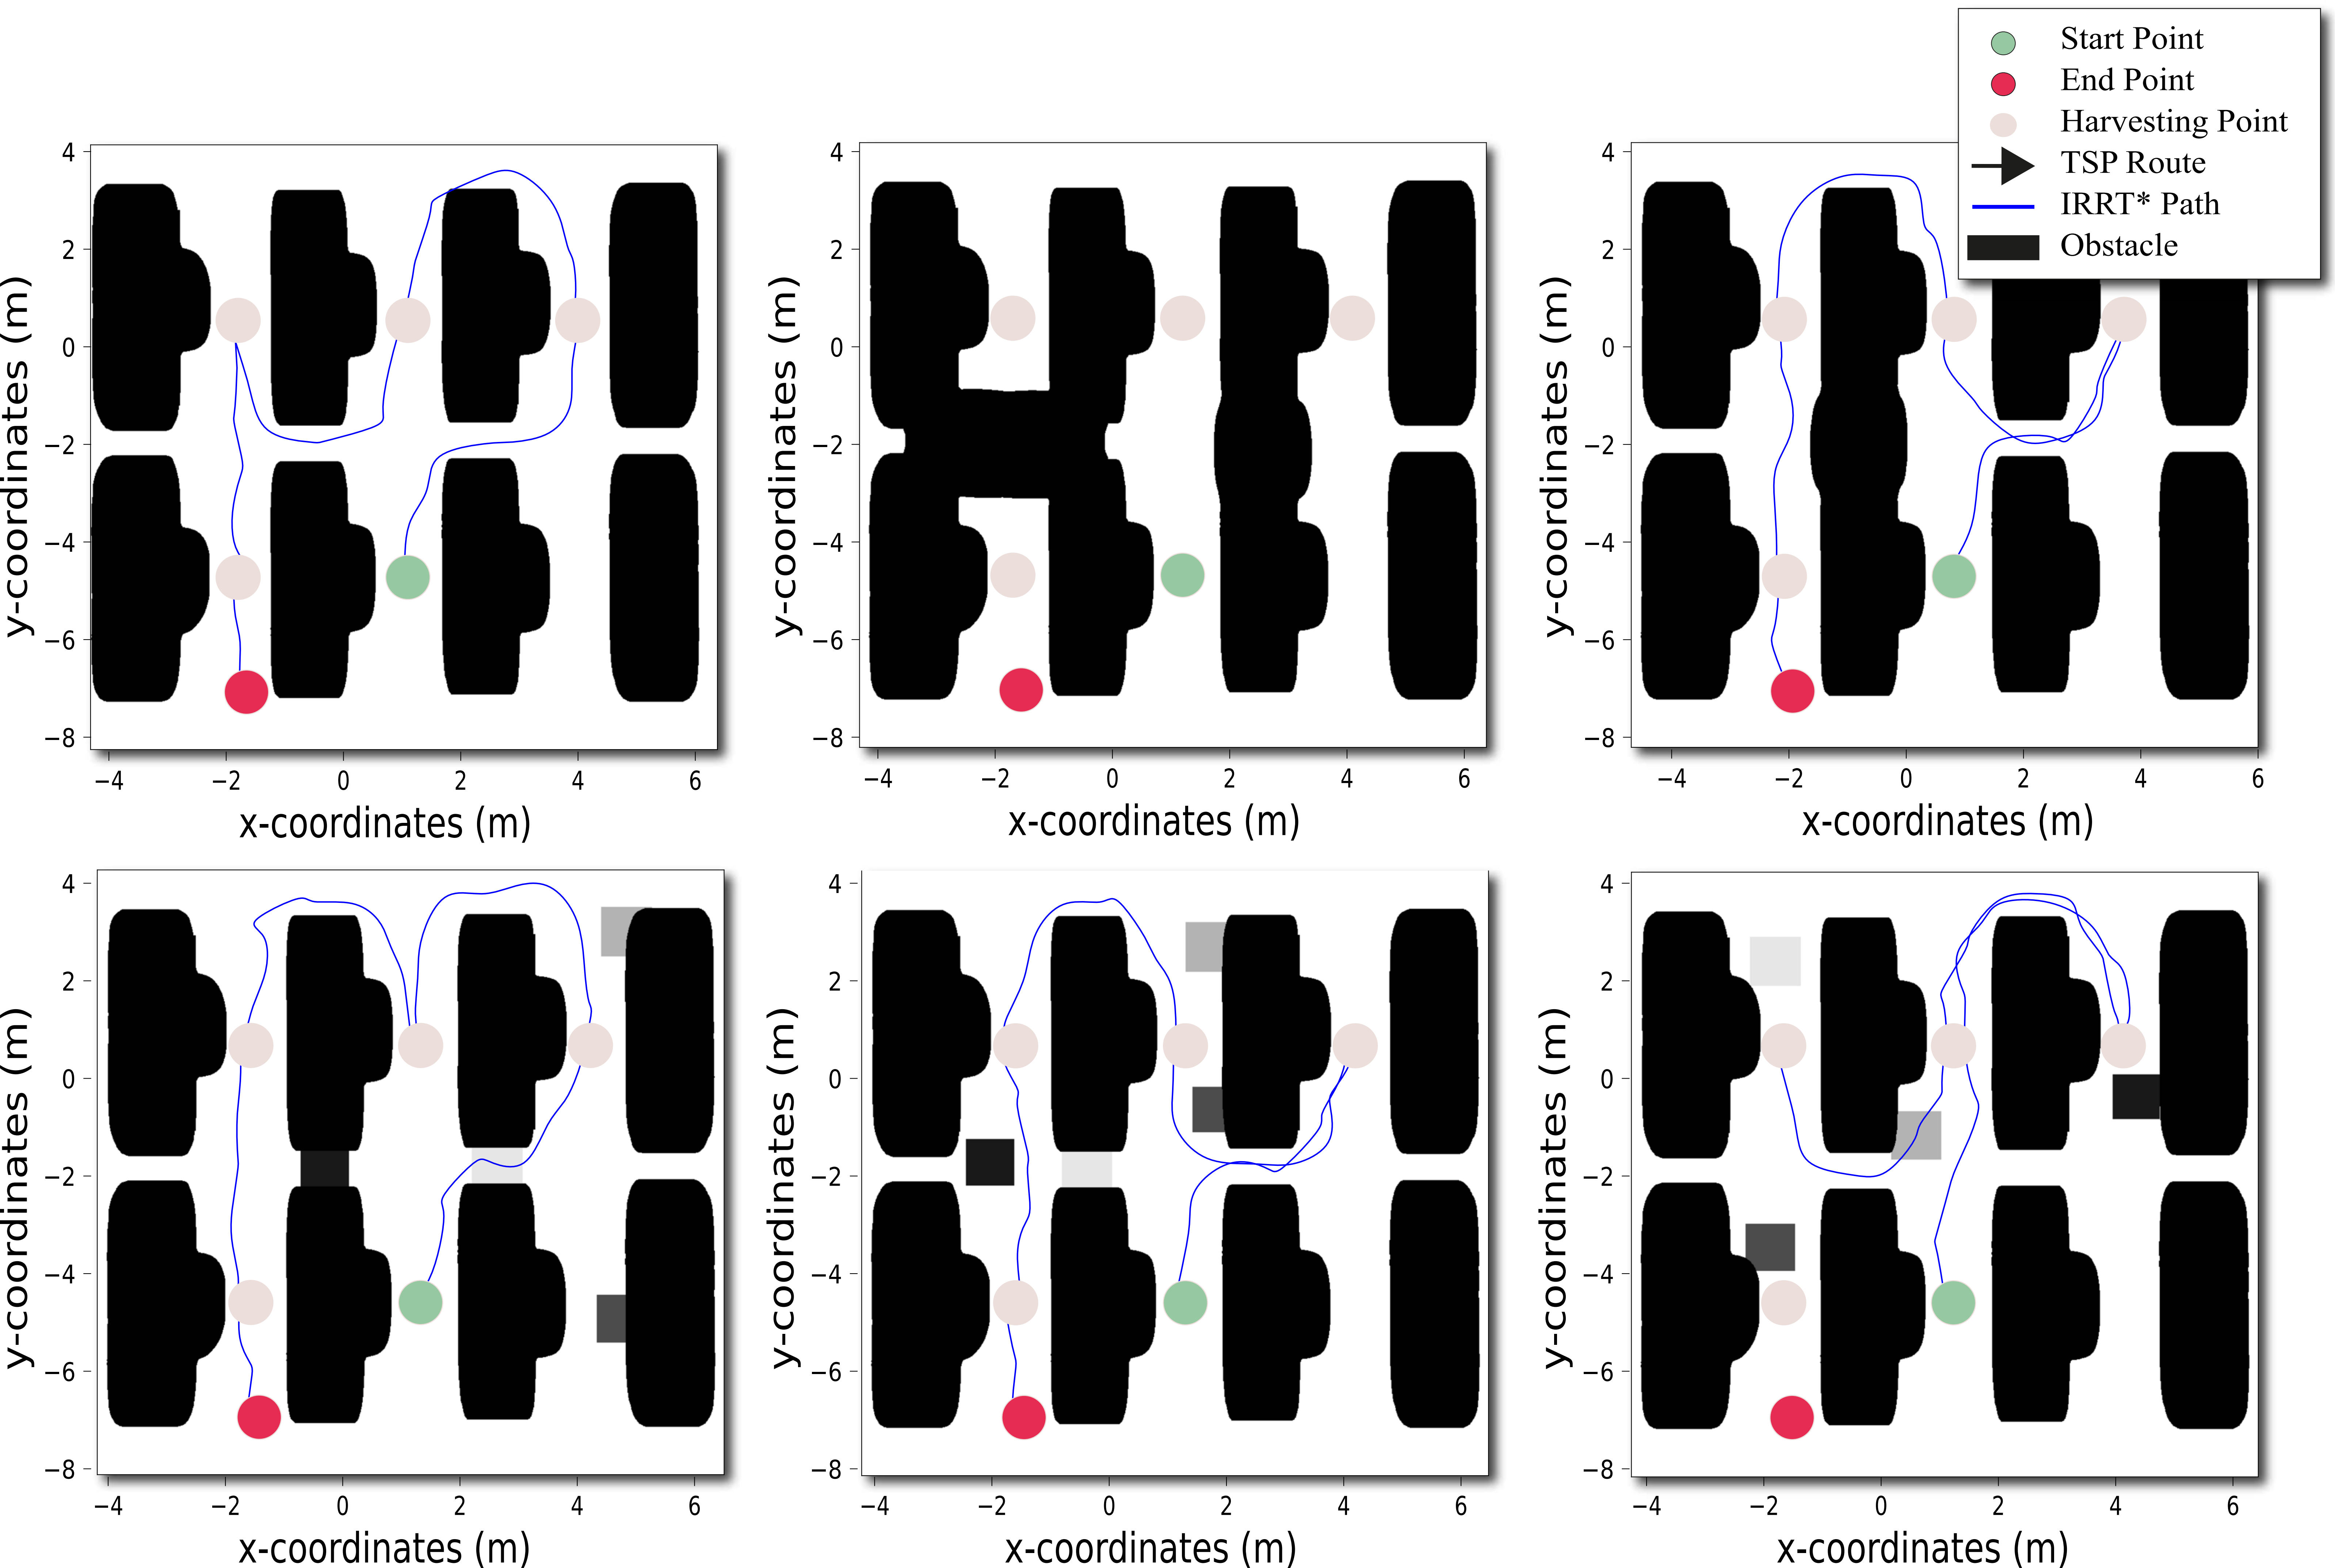 Start Point
End Point
Harvesting Point
TSP Route
IRRT* Path
Obstacle
4
2
0
−2
−4
−6
−8
y-coordinates (m)
−4 −2 0 2 4 6
x-coordinates (m)
4
2
0
−2
−4
−6
−8
y-coordinates (m)
−4 −2 0 2 4 6
x-coordinates (m)
4
2
0
−2
−4
−6
−8
y-coordinates (m)
−4 −2 0 2 4 6
x-coordinates (m)
4
2
0
−2
−4
−6
−8
y-coordinates (m)
−4 −2 0 2 4 6
x-coordinates (m)
4
2
0
−2
−4
−6
−8
y-coordinates (m)
−4 −2 0 2 4 6
x-coordinates (m)
4
2
0
−2
−4
−6
−8
y-coordinates (m)
−4 −2 0 2 4 6
x-coordinates (m)